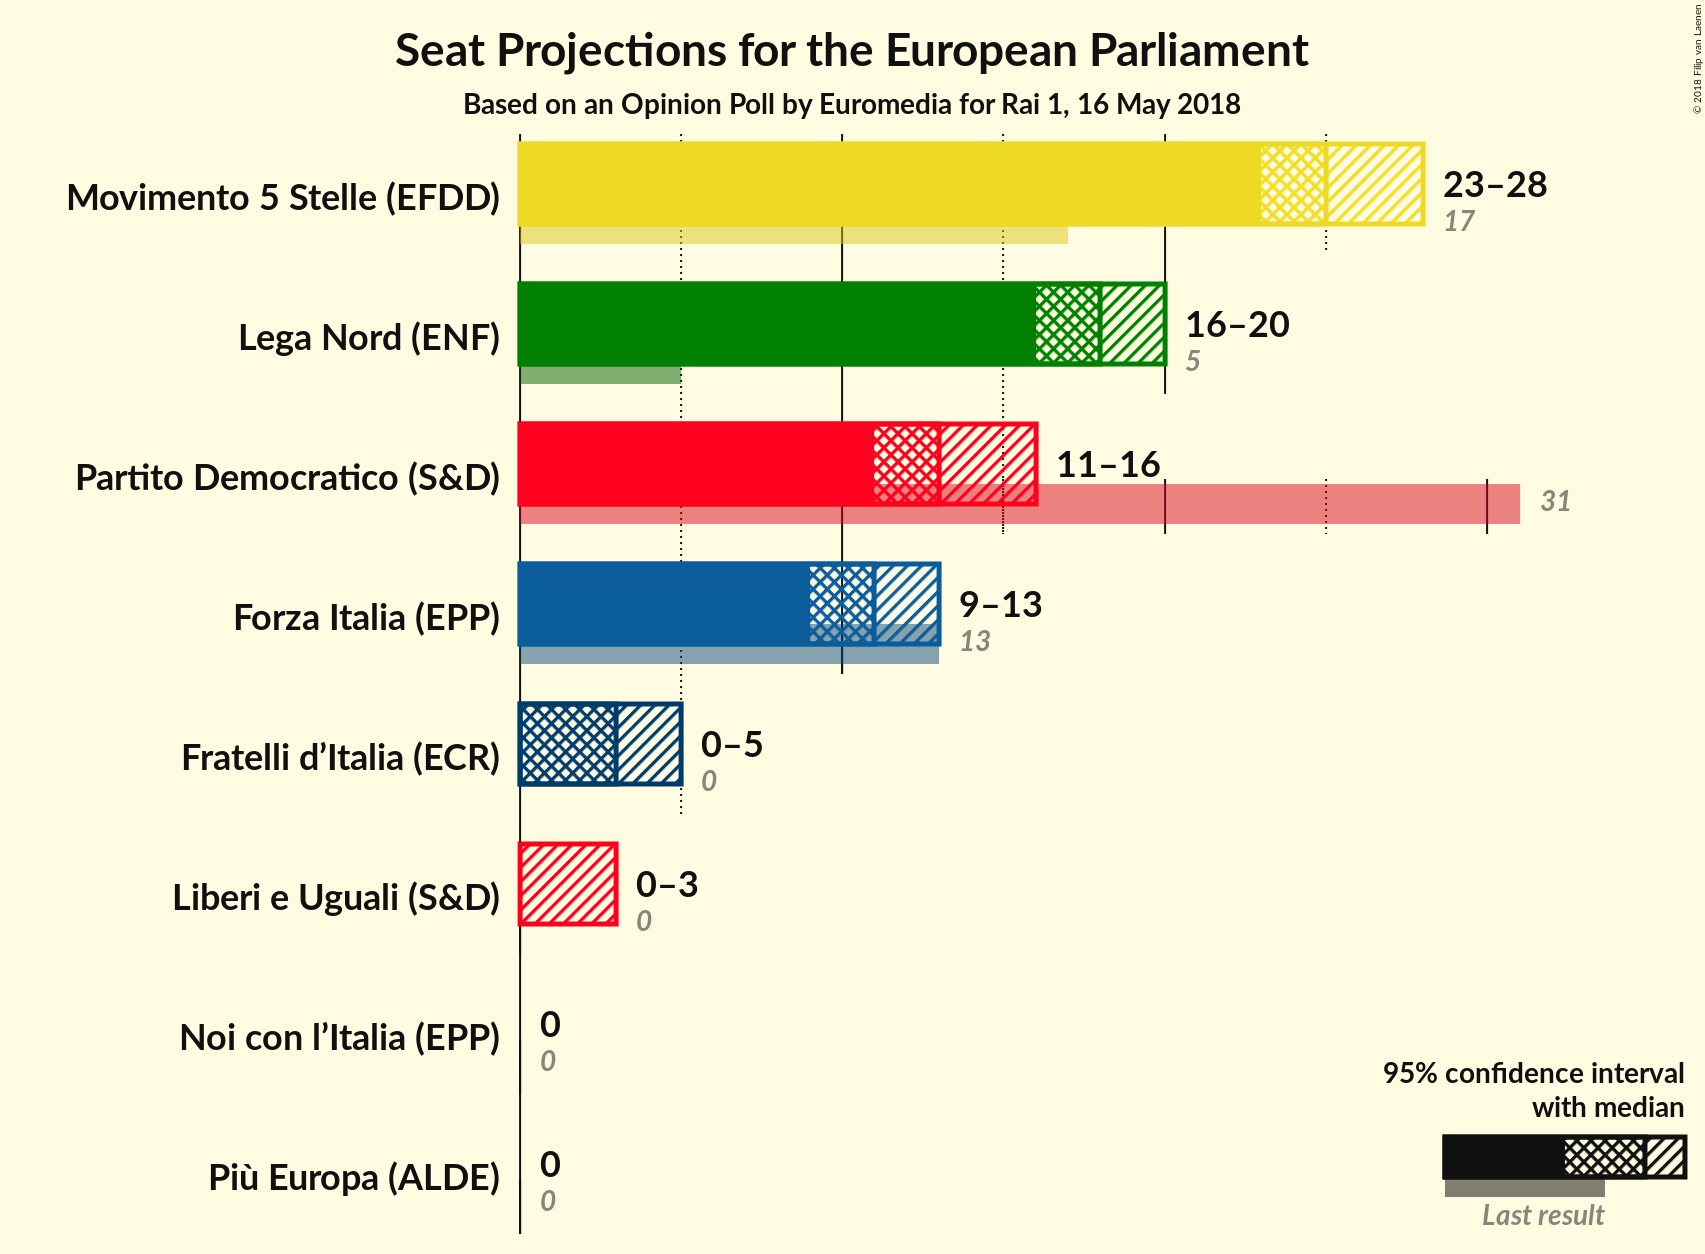 Seat Projections for the European Parliament
Based on an Opinion Poll by Euromedia for Rai 1, 16 May 2018
© 2018 Filip van Laenen
Movimento 5 Stelle (EFDD)
23–28
17
Lega Nord (ENF)
16–20
5
Partito Democratico (S&D)
11–16
31
Forza Italia (EPP)
9–13
13
Fratelli d’Italia (ECR)
0–5
0
Liberi e Uguali (S&D)
0–3
0
Noi con l’Italia (EPP)
0
0
Più Europa (ALDE)
0
0
95% confidence interval
with median
Last result